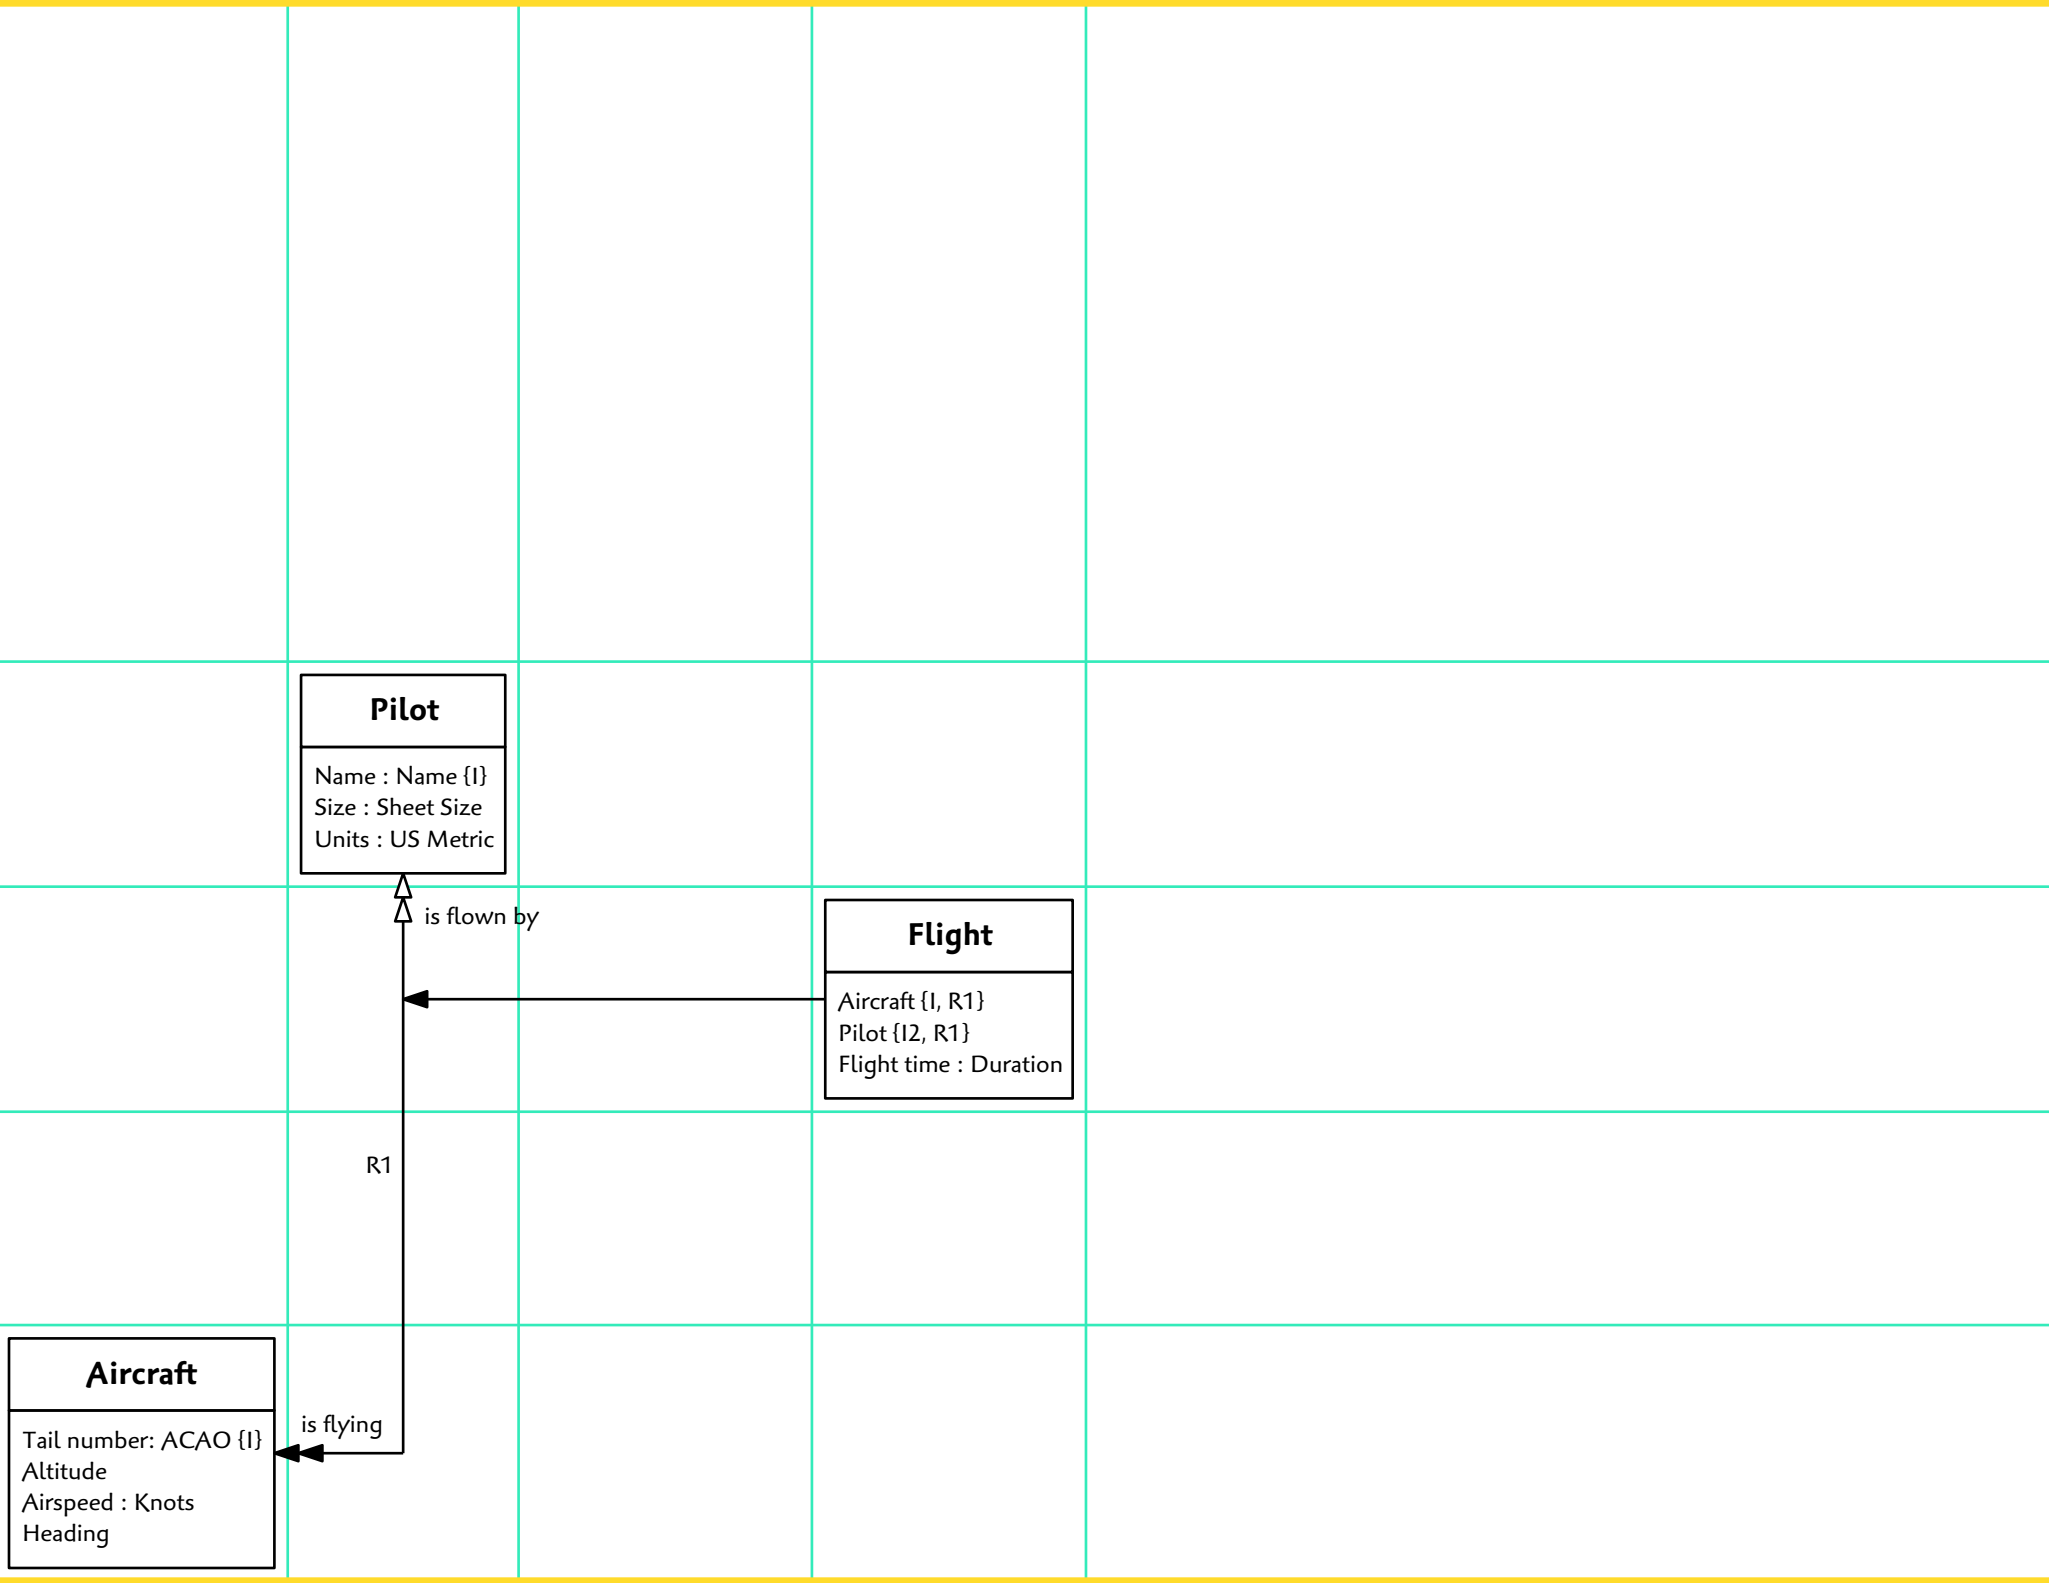 Pilot
Name : Name {I}
Size : Sheet Size
Units : US Metric
is flown by
Flight
Aircraft {I, R1}
Pilot {I2, R1}
Flight time : Duration
R1
Aircraft
Tail number: ACAO {I}
Altitude
Airspeed : Knots
Heading
is flying